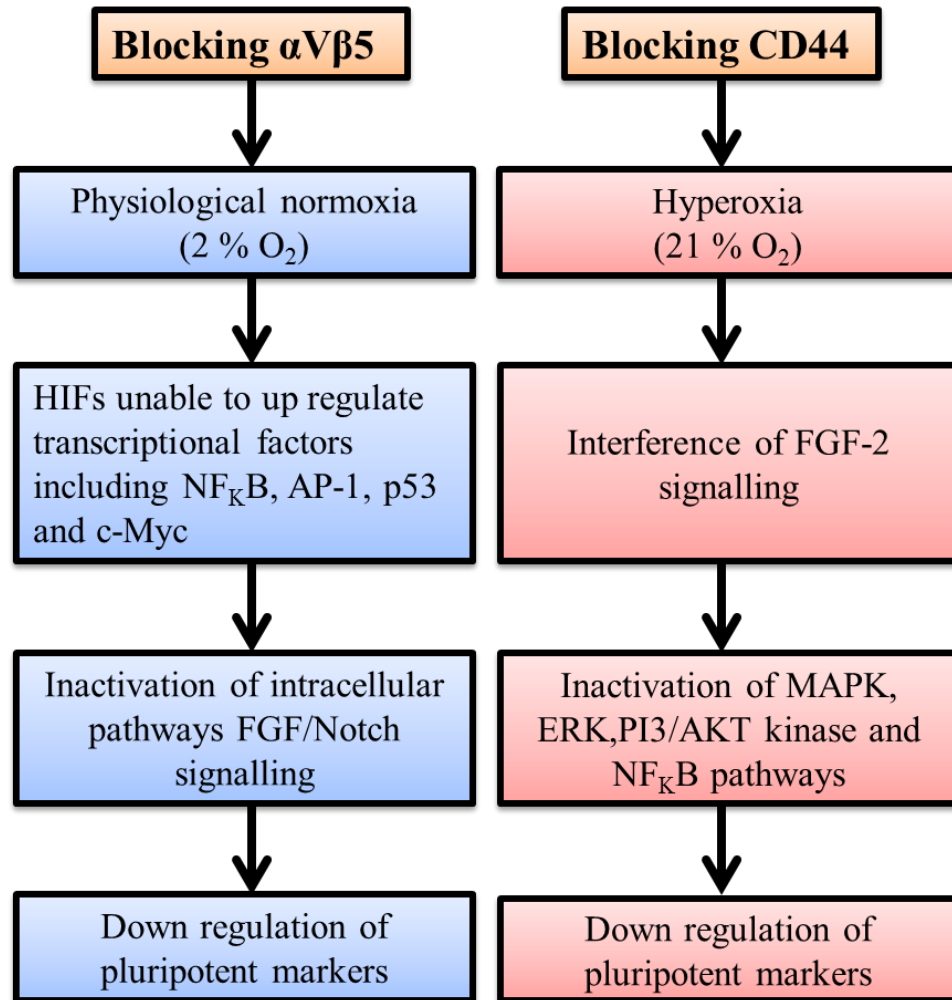 Blocking αVβ5
Physiological normoxia
(2 % O₂)
HIFs unable to up regulate
transcriptional factors
including NFKB, AP-1, p53
and c-Myc
Inactivation of intracellular
pathways FGF/Notch
signalling
Down regulation of
pluripotent markers
Blocking CD44
Hyperoxia
(21 % O₂)
Interference of FGF-2
signalling
Inactivation of MAPK,
ERK,PI3/AKT kinase and
NFKB pathways
Down regulation of
pluripotent markers